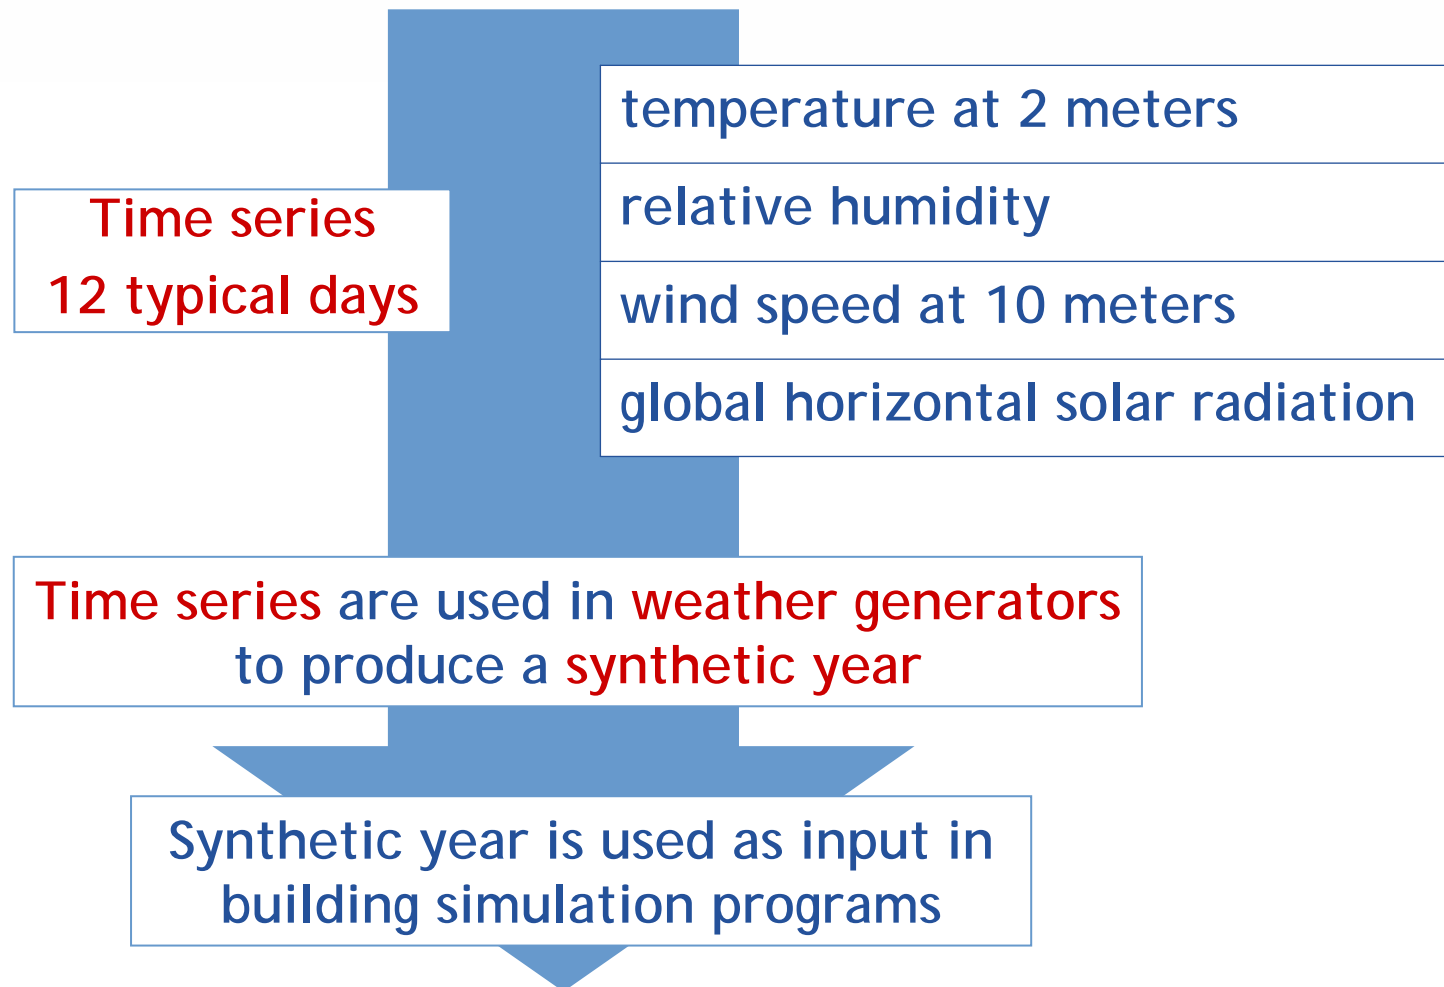 temperature at 2 meters
Time series
12 typical days
relative humidity
wind speed at 10 meters
global horizontal solar radiation
Time series are used in weather generators
to produce a synthetic year
Synthetic year is used as input in
building simulation programs